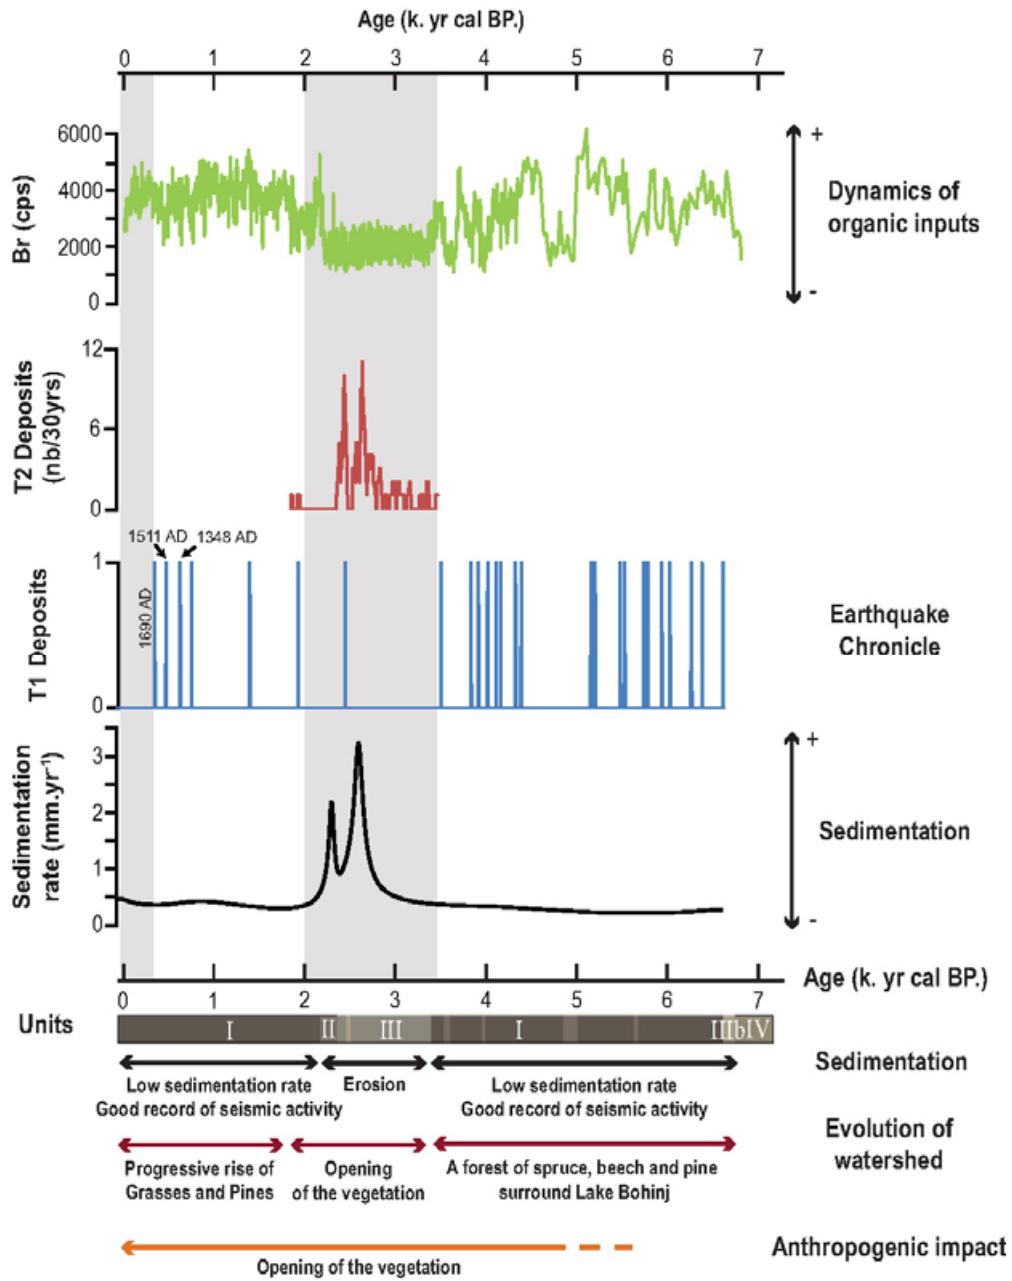 Age (k. yr cal BP.)
0 1 2 3 4 5 6 7
6000
4000
2000
0
Br (cps)
+
-
Dynamics of
organic inputs
12
6
0
T2 Deposits
(nb/30yrs)
1511 AD
1348 AD
1690 AD
1
0
T1 Deposits
Earthquake
Chronicle
3
2
1
0
Sedimentation
rate (mm.yr⁻¹)
+
-
Sedimentation
Age (k. yr cal BP.)
0 1 2 3 4 5 6 7
Units
I II III I IIIbIV
Sedimentation
Low sedimentation rate
Good record of seismic activity
Erosion
Low sedimentation rate
Good record of seismic activity
Evolution of
watershed
Progressive rise of
Grasses and Pines
Opening
of the vegetation
A forest of spruce, beech and pine
surround Lake Bohinj
Anthropogenic impact
Opening of the vegetation